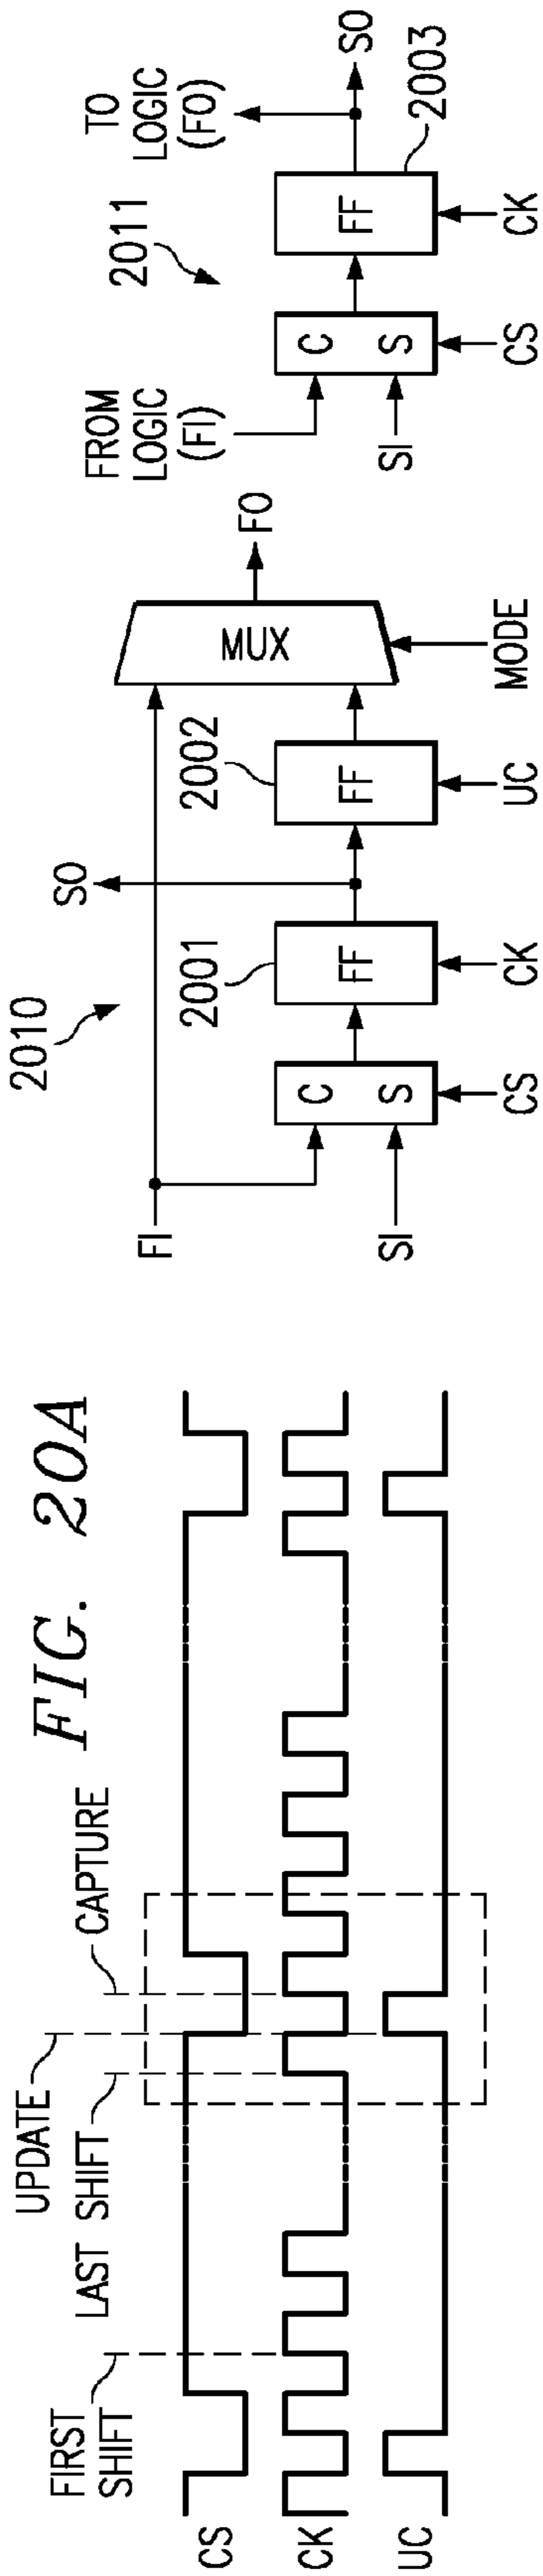 FIG. 20A
FIRST
SHIFT
LAST SHIFT
UPDATE
CAPTURE
CS
CK
UC
2010
FI
SI
C
S
CS
2001
FF
CK
SO
2002
FF
UC
MUX
MODE
FO
2011
FROM
LOGIC
(FI)
SI
C
S
CS
FF
CK
2003
TO
LOGIC
(FO)
SO